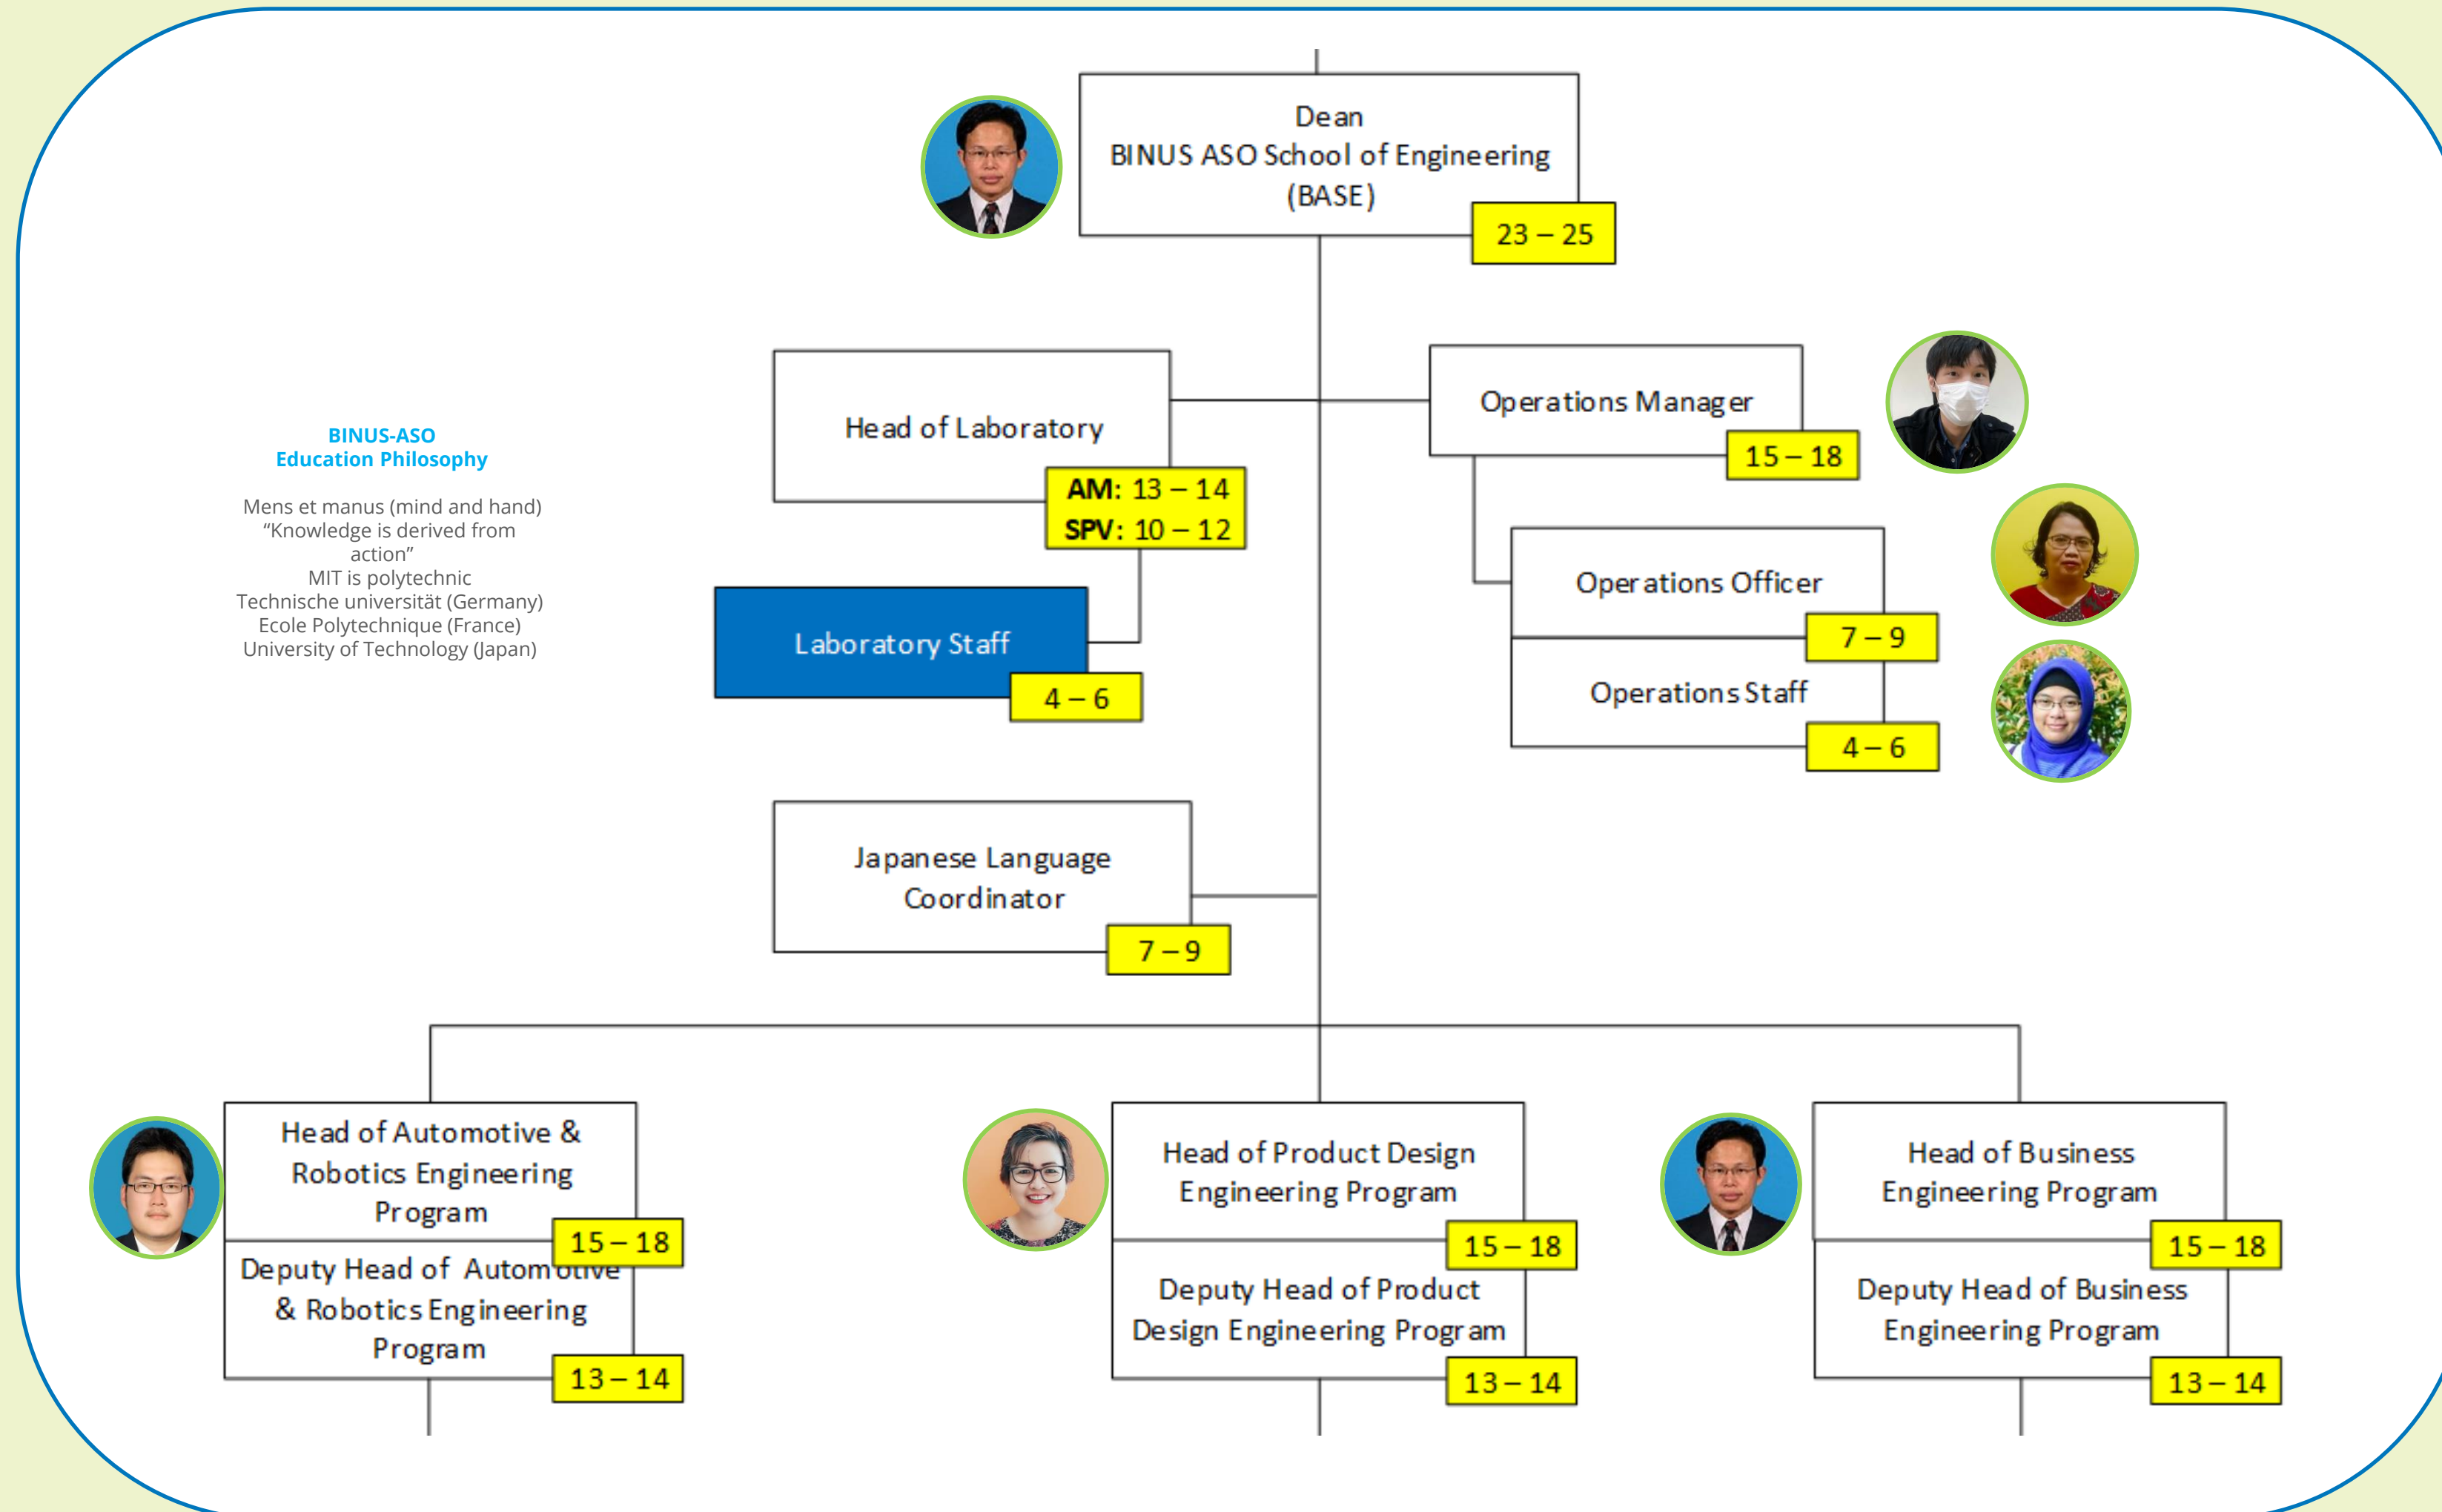 Dean
BINUS ASO School of Engineering
(BASE)
23 – 25
BINUS-ASO
Education Philosophy
Mens et manus (mind and hand)
“Knowledge is derived from
action”
MIT is polytechnic
Technische universität (Germany)
Ecole Polytechnique (France)
University of Technology (Japan)
Head of Laboratory
AM: 13 – 14
SPV: 10 – 12
Laboratory Staff
4 – 6
Operations Manager
15 – 18
Operations Officer
7 – 9
Operations Staff
4 – 6
Japanese Language
Coordinator
7 – 9
Head of Automotive &
Robotics Engineering
Program
15 – 18
Deputy Head of Automotive
& Robotics Engineering
Program
13 – 14
Head of Product Design
Engineering Program
15 – 18
Deputy Head of Product
Design Engineering Program
13 – 14
Head of Business
Engineering Program
15 – 18
Deputy Head of Business
Engineering Program
13 – 14